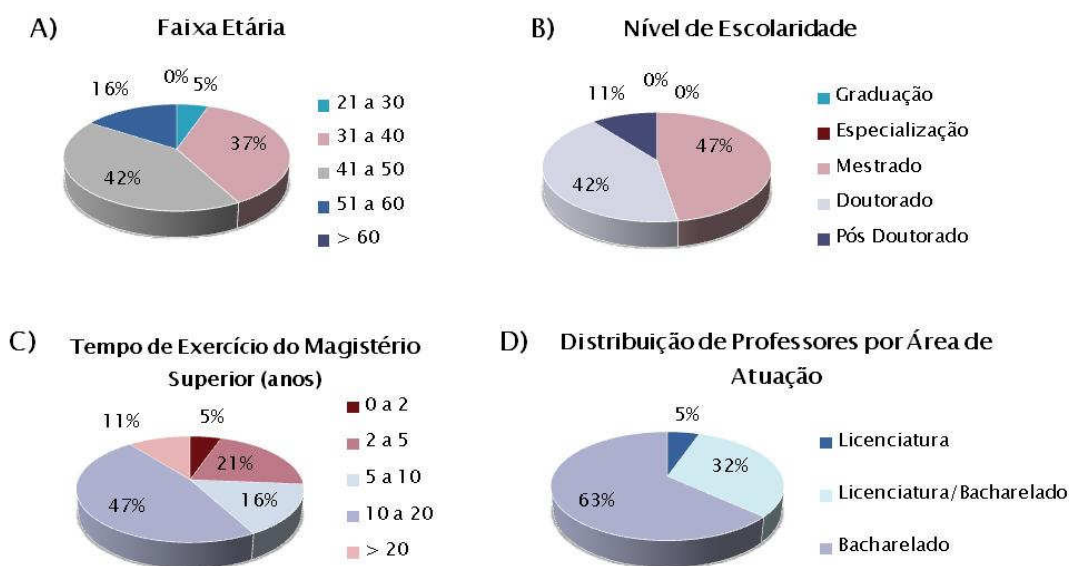 A) Faixa Etária
0%
5%
16%
37%
42%
21 a 30
31 a 40
41 a 50
51 a 60
> 60
B) Nível de Escolaridade
0%
0%
11%
47%
42%
Graduação
Especialização
Mestrado
Doutorado
Pós Doutorado
C) Tempo de Exercício do Magistério
Superior (anos)
5%
11%
21%
16%
47%
0 a 2
2 a 5
5 a 10
10 a 20
> 20
D) Distribuição de Professores por Área de
Atuação
5%
32%
63%
Licenciatura
Licenciatura/Bacharelado
Bacharelado